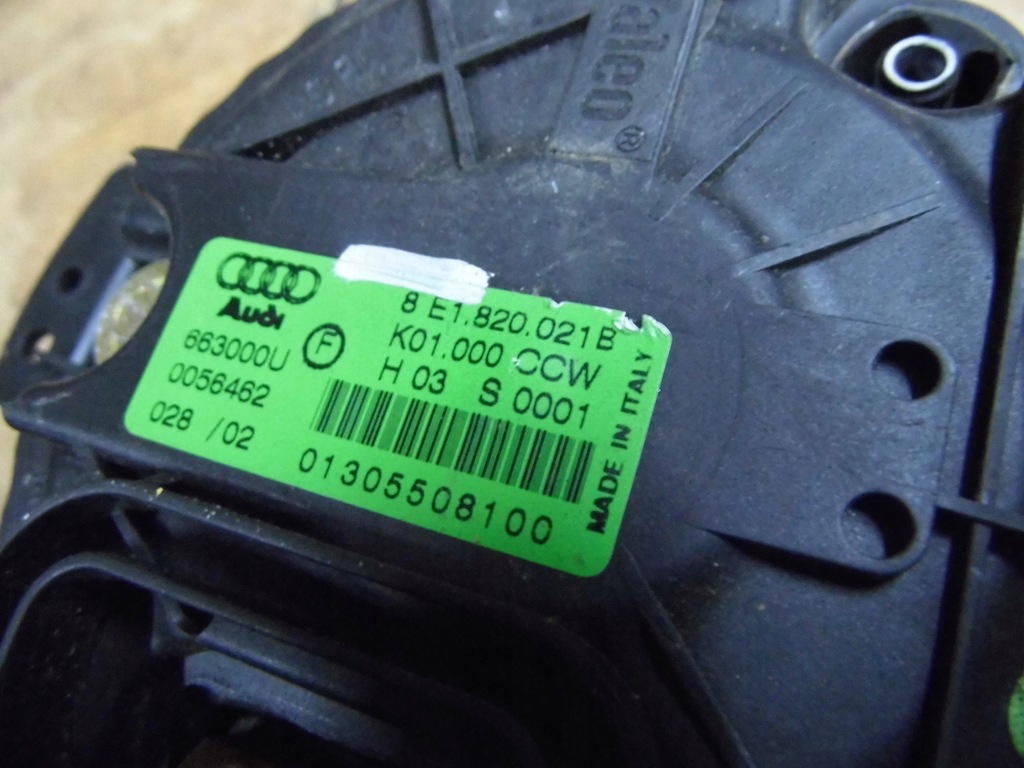 aleo®
Audi
8 E1.820.021B
663000U F K01.000 CCW
0056462 H 03 S 0001
028 /02
01305508100
MADE IN ITALY